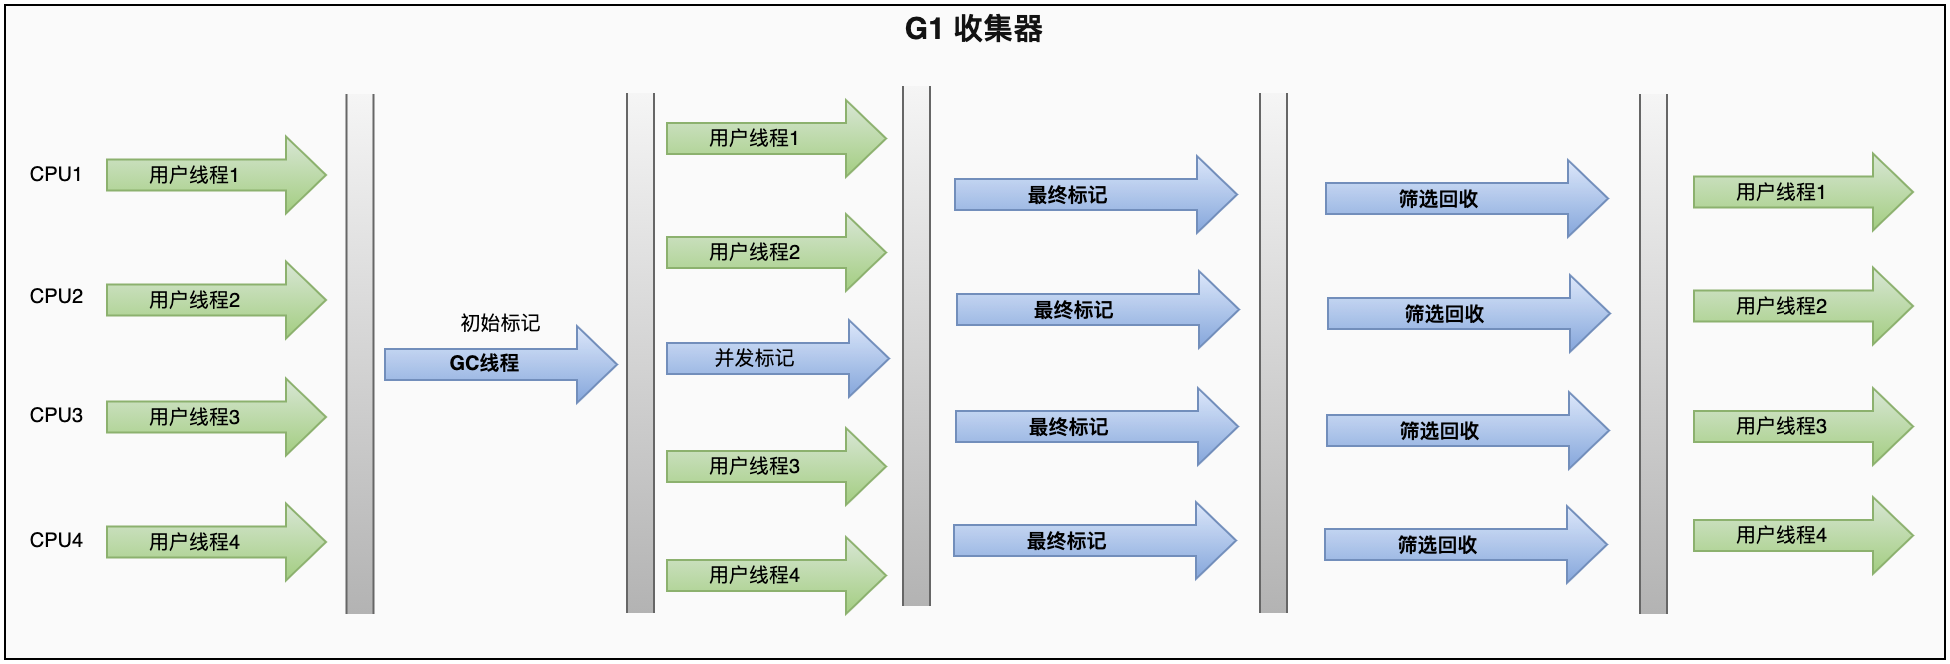 G1 收集器
CPU1
用户线程1
CPU2
用户线程2
CPU3
用户线程3
CPU4
用户线程4
初始标记
GC线程
用户线程1
用户线程2
并发标记
用户线程3
用户线程4
最终标记
最终标记
最终标记
最终标记
筛选回收
筛选回收
筛选回收
筛选回收
用户线程1
用户线程2
用户线程3
用户线程4